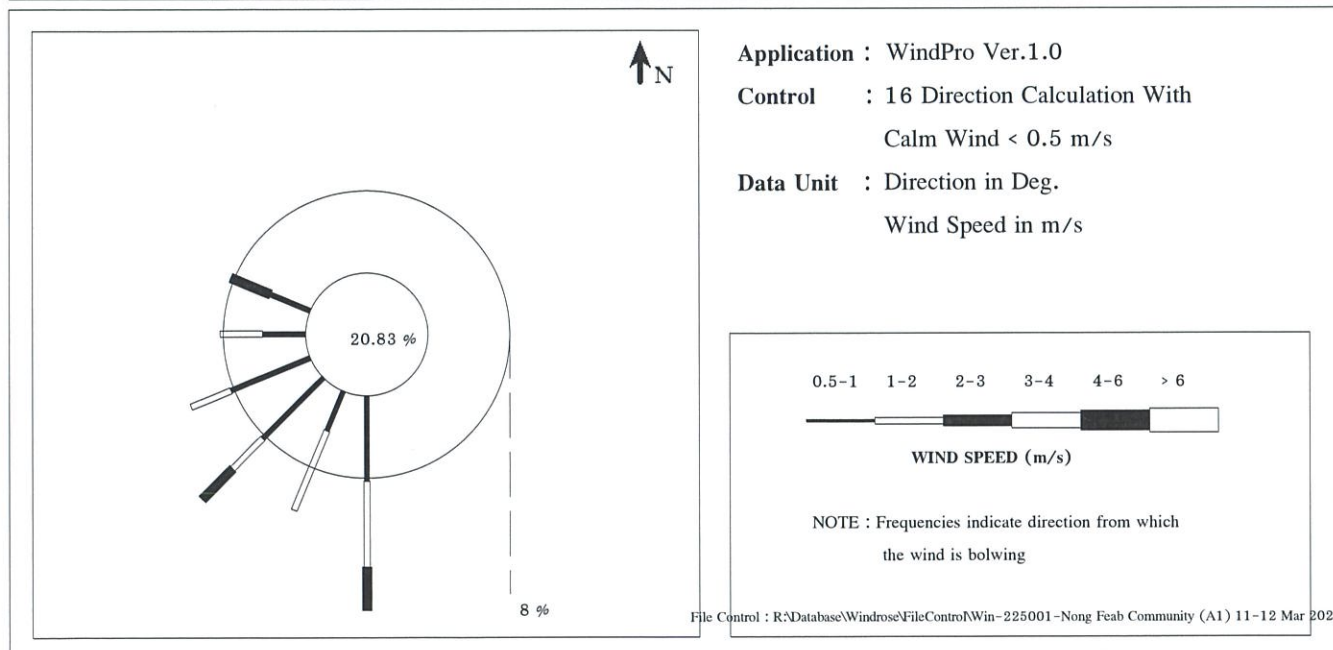 N
20.83 %
8 %
Application : WindPro Ver.1.0
Control : 16 Direction Calculation With
Calm Wind < 0.5 m/s
Data Unit : Direction in Deg.
Wind Speed in m/s
0.5-1 1-2 2-3 3-4 4-6 > 6
WIND SPEED (m/s)
NOTE : Frequencies indicate direction from which
the wind is bolwing
File Control : R:\Database\Windrose\FileControl\Win-225001-Nong Feab Community (A1) 11-12 Mar 202